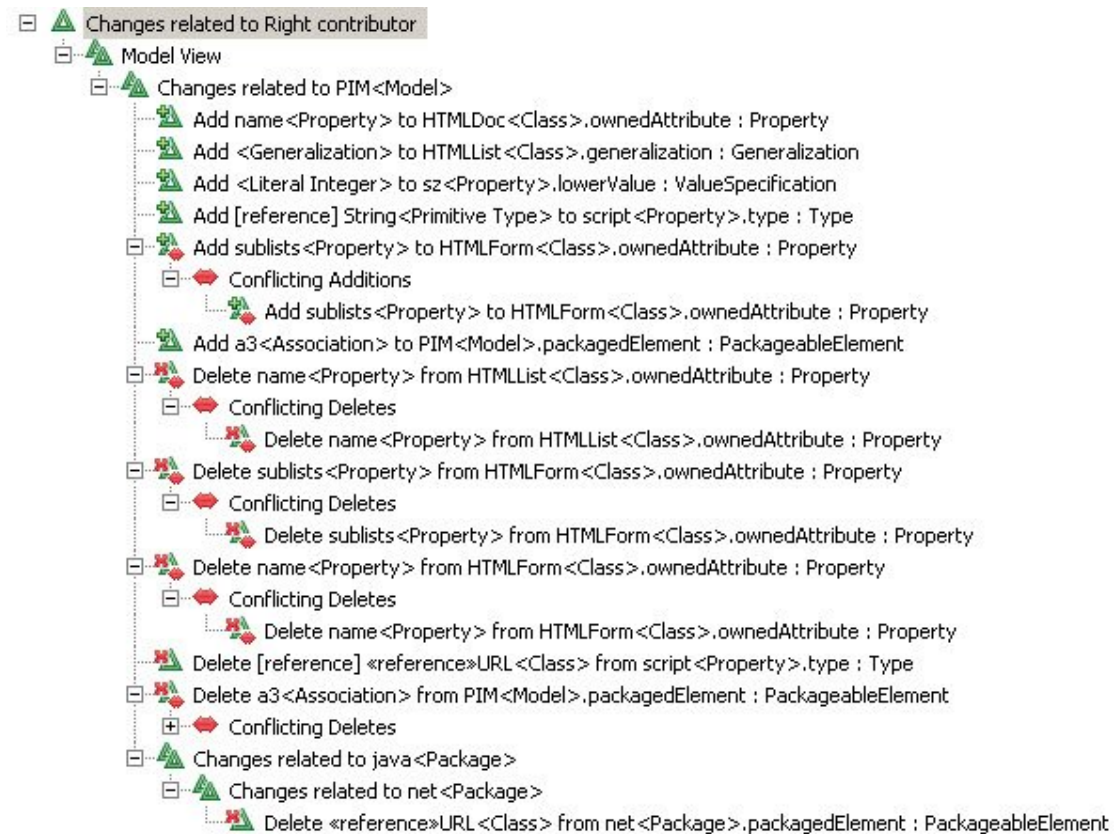 Changes related to Right contributor
Model View
Changes related to PIM<Model>
Add name<Property> to HTMLDoc<Class>.ownedAttribute : Property
Add <Generalization> to HTMLList<Class>.generalization : Generalization
Add <Literal Integer> to sz<Property>.lowerValue : ValueSpecification
Add [reference] String<Primitive Type> to script<Property>.type : Type
Add sublists<Property> to HTMLForm<Class>.ownedAttribute : Property
Conflicting Additions
Add sublists<Property> to HTMLForm<Class>.ownedAttribute : Property
Add a3<Association> to PIM<Model>.packagedElement : PackageableElement
Delete name<Property> from HTMLList<Class>.ownedAttribute : Property
Conflicting Deletes
Delete name<Property> from HTMLList<Class>.ownedAttribute : Property
Delete sublists<Property> from HTMLForm<Class>.ownedAttribute : Property
Conflicting Deletes
Delete sublists<Property> from HTMLForm<Class>.ownedAttribute : Property
Delete name<Property> from HTMLForm<Class>.ownedAttribute : Property
Conflicting Deletes
Delete name<Property> from HTMLForm<Class>.ownedAttribute : Property
Delete [reference] «reference»URL<Class> from script<Property>.type : Type
Delete a3<Association> from PIM<Model>.packagedElement : PackageableElement
Conflicting Deletes
Changes related to java<Package>
Changes related to net<Package>
Delete «reference»URL<Class> from net<Package>.packagedElement : PackageableElement